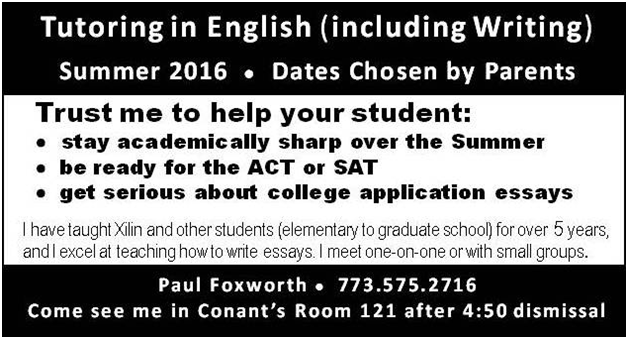 Tutoring in English (including Writing)
Summer 2016 • Dates Chosen by Parents
Trust me to help your student:
• stay academically sharp over the Summer
• be ready for the ACT or SAT
• get serious about college application essays
I have taught Xilin and other students (elementary to graduate school) for over 5 years,
and I excel at teaching how to write essays. I meet one-on-one or with small groups.
Paul Foxworth • 773.575.2716
Come see me in Conant's Room 121 after 4:50 dismissal